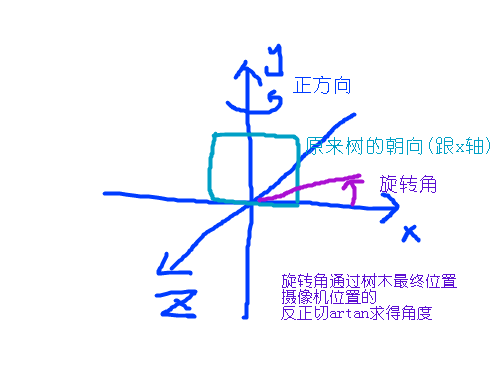 y
正方向
原来树的朝向(跟x轴)
旋转角
x
z
旋转角通过树木最终位置
摄像机位置的
反正切artan求得角度